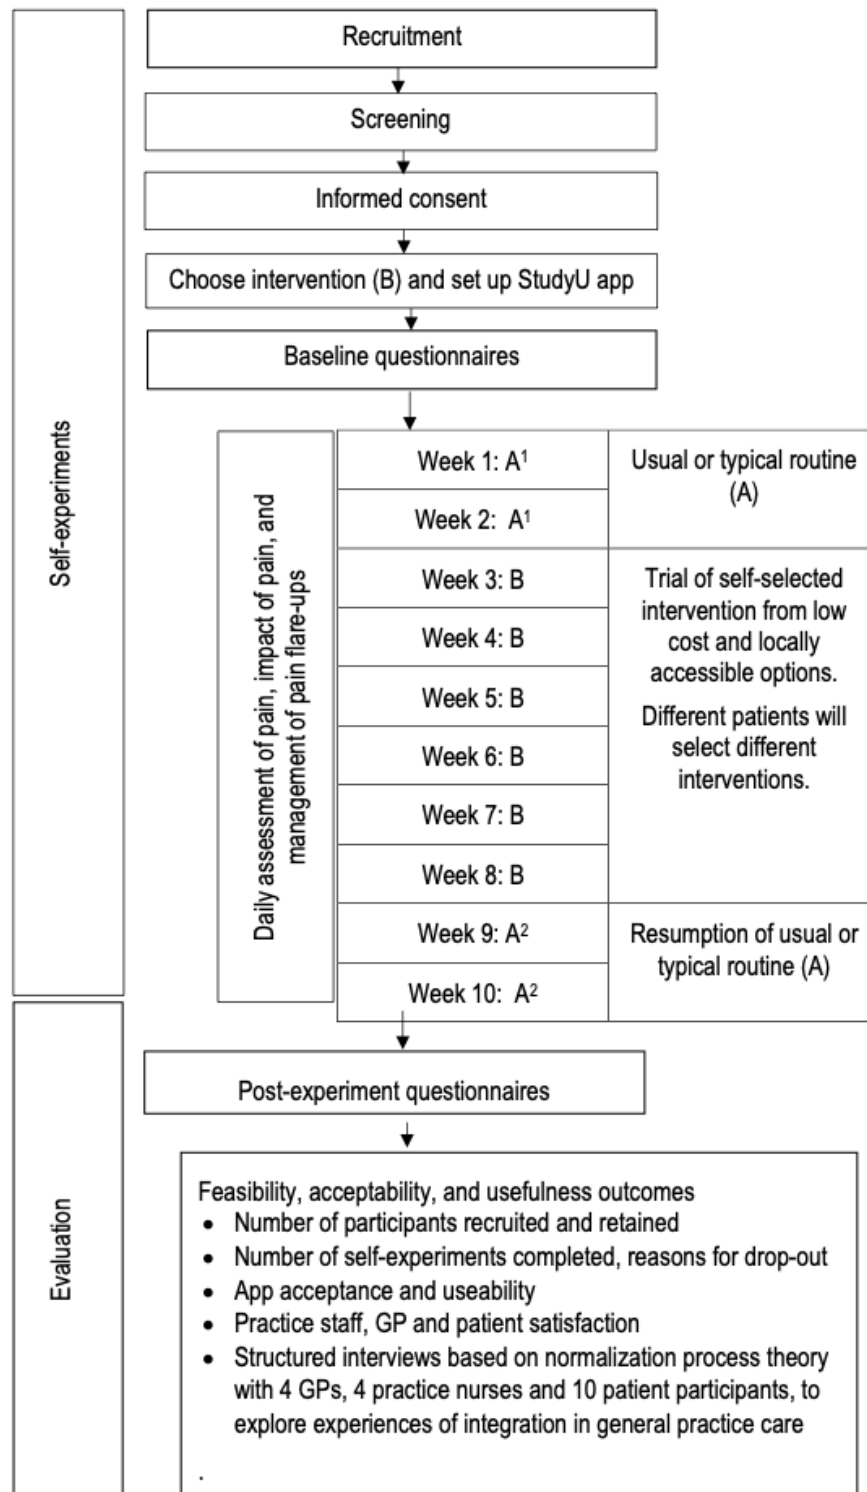 Recruitment
Screening
Informed consent
Choose intervention (B) and set up StudyU app
Baseline questionnaires
Self-experiments
Daily assessment of pain, impact of pain, and
management of pain flare-ups
Week 1: A¹
Week 2: A¹
Usual or typical routine
(A)
Week 3: B
Week 4: B
Week 5: B
Week 6: B
Week 7: B
Week 8: B
Trial of self-selected
intervention from low
cost and locally
accessible options.
Different patients will
select different
interventions.
Week 9: A²
Week 10: A²
Resumption of usual or
typical routine (A)
Evaluation
Post-experiment questionnaires
Feasibility, acceptability, and usefulness outcomes
• Number of participants recruited and retained
• Number of self-experiments completed, reasons for drop-out
• App acceptance and useability
• Practice staff, GP and patient satisfaction
• Structured interviews based on normalization process theory
with 4 GPs, 4 practice nurses and 10 patient participants, to
explore experiences of integration in general practice care
.